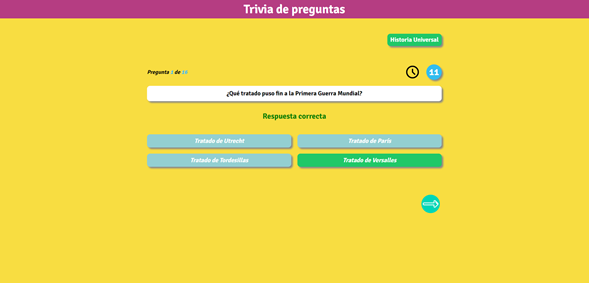 Trivia de preguntas
Historia Universal
Pregunta 1 de 10
11
¿Qué tratado puso fin a la Primera Guerra Mundial?
Respuesta correcta
Tratado de Utrecht
Tratado de París
Tratado de Tordesillas
Tratado de Versalles